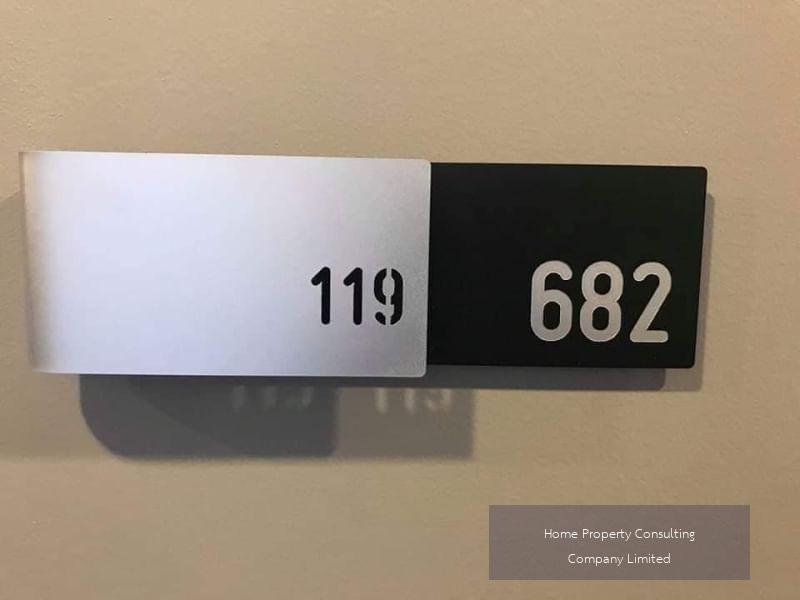 119
682
Home Property Consulting
Company Limited